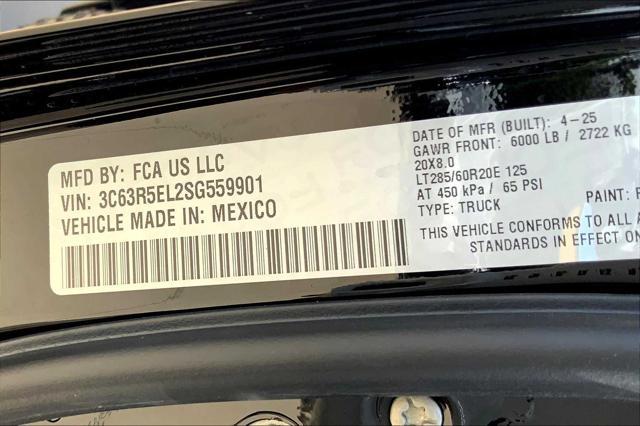 MFD BY: FCA US LLC
VIN: 3C63R5EL2SG559901
VEHICLE MADE IN: MEXICO
DATE OF MFR (BUILT): 4-25
GAWR FRONT: 6000 LB / 2722 KG
20X8.0
LT285/60R20E 125
AT 450 kPa / 65 PSI
TYPE: TRUCK PAINT:
THIS VEHICLE CONFORMS TO ALL
STANDARDS IN EFFECT ON